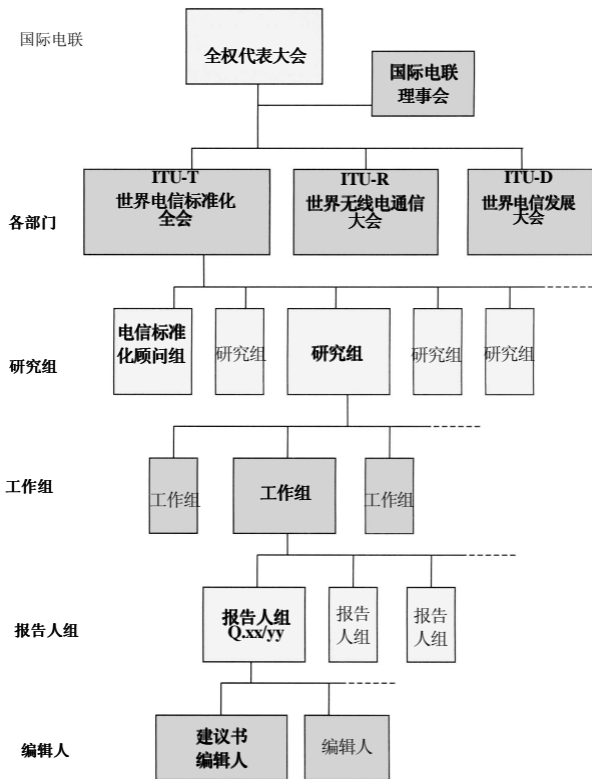 国际电联
全权代表大会
国际电联
理事会
各部门
ITU-T
世界电信标准化
全会
ITU-R
世界无线电通信
大会
ITU-D
世界电信发展
大会
研究组
电信标准
化顾问组
研究组
研究组
研究组
研究组
工作组
工作组
工作组
工作组
报告人组
报告人组
Q.xx/yy
报告
人组
报告
人组
编辑人
建议书
编辑人
编辑人